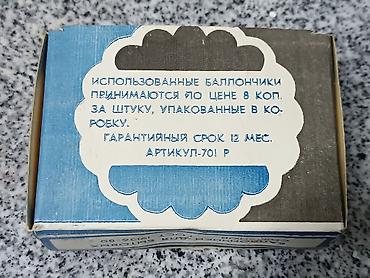 ИСПОЛЬЗОВАННЫЕ БАЛЛОНЧИКИ
ПРИНИМАЮТСЯ ПО ЦЕНЕ 8 КОП.
ЗА ШТУКУ, УПАКОВАННЫЕ В КО-
РОБКУ.
ГАРАНТИЙНЫЙ СРОК 12 МЕС.
АРТИКУЛ-701 Р